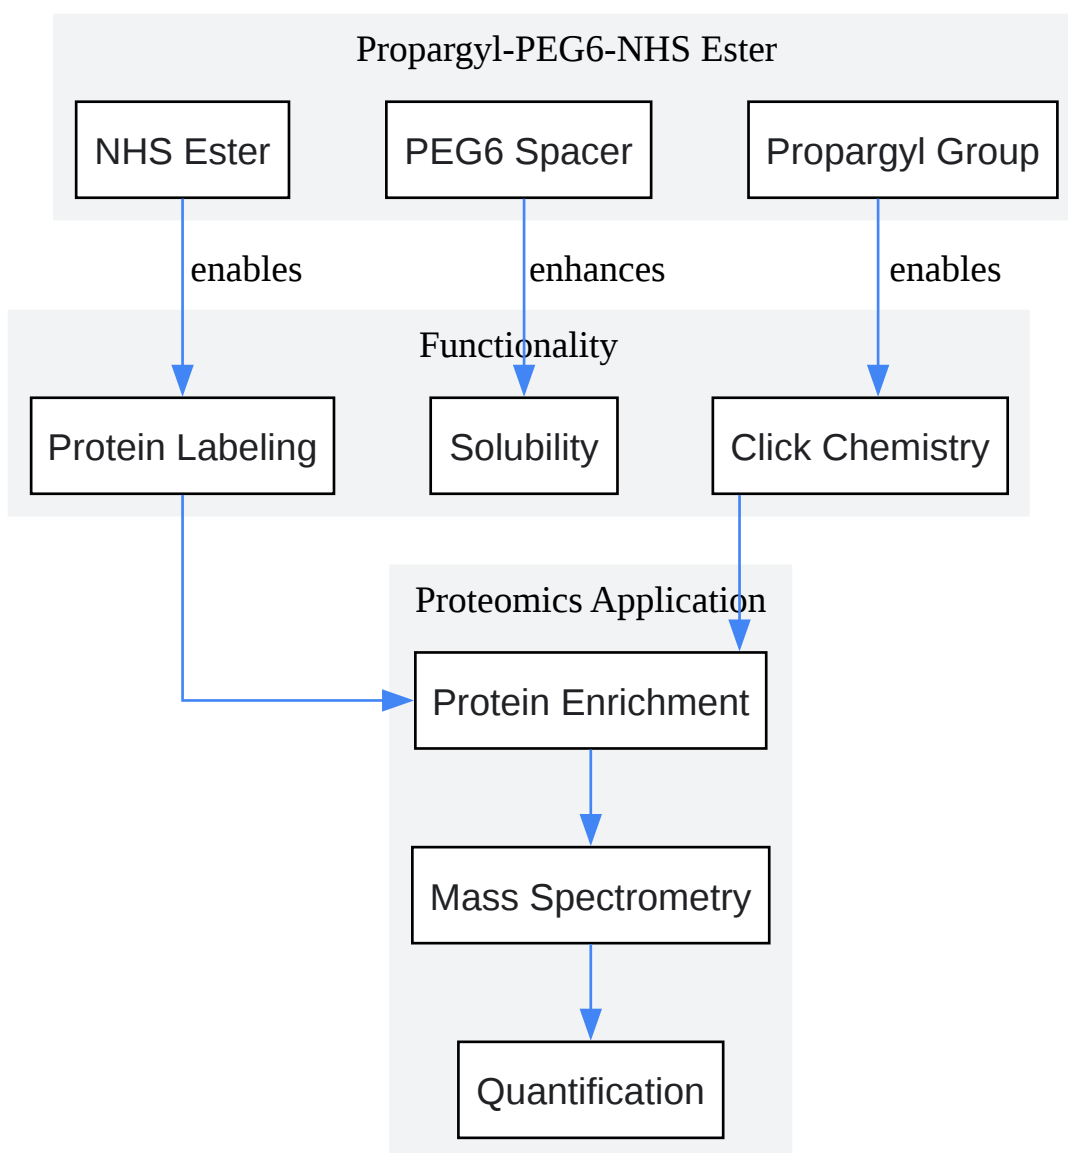 Propargyl-PEG6-NHS Ester
NHS Ester
PEG6 Spacer
Propargyl Group
enables
enhances
enables
Functionality
Protein Labeling
Solubility
Click Chemistry
Proteomics Application
Protein Enrichment
Mass Spectrometry
Quantification